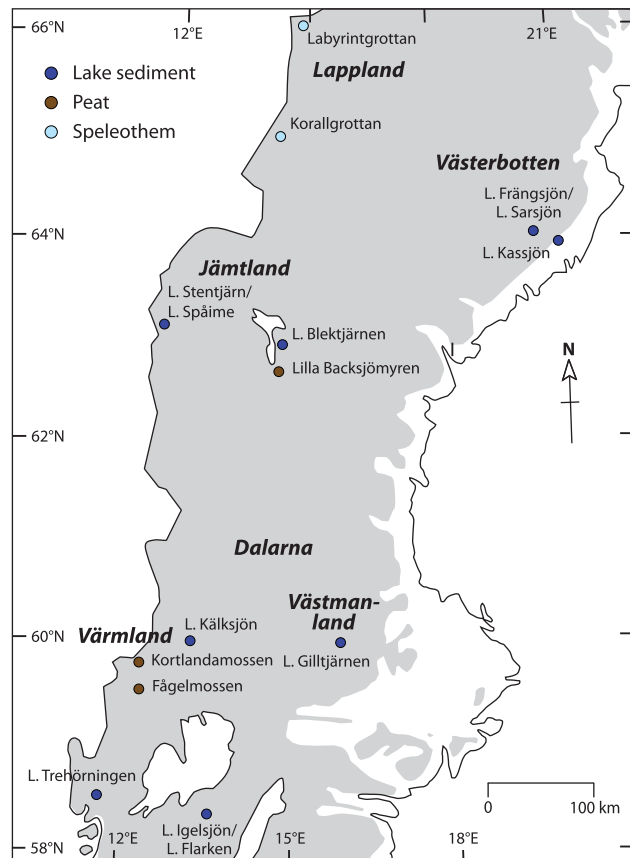 66°N
12°E
21°E
Labyrintgrottan
Lappland
Lake sediment
Peat
Speleothem
Korallgrottan
Västerbotten
L. Frängsjön/
L. Sarsjön
64°N
L. Kassjön
Jämtland
L. Stentjärn/
L. Spåime
L. Blektjärnen
N
Lilla Backsjömyren
62°N
Dalarna
Västman-
land
L. Kälksjön
60°N
Värmland
Kortlandamossen
L. Gilltjärnen
Fågelmossen
L. Trehörningen
0
100 km
L. Igelsjön/
L. Flarken
58°N
12°E
15°E
18°E